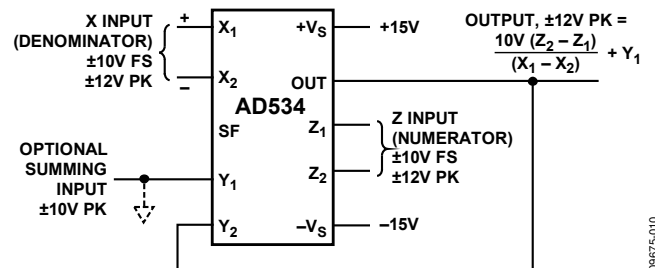 X INPUT
(DENOMINATOR)
±10V FS
±12V PK
+
–
OPTIONAL
SUMMING
INPUT
±10V PK
X1
X2
SF
Y1
Y2
AD534
+VS
OUT
Z1
Z2
–VS
+15V
Z INPUT
(NUMERATOR)
±10V FS
±12V PK
–15V
OUTPUT, ±12V PK =
10V (Z2 – Z1)
(X1 – X2)
+ Y1
09675-010